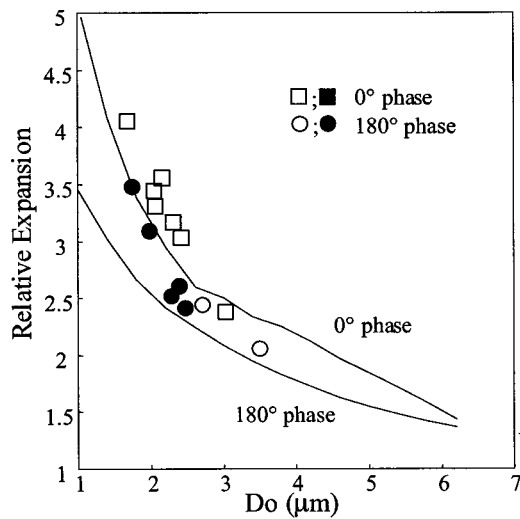 5
4.5
4
3.5
3
2.5
2
1.5
1
Relative Expansion
□;■ 0° phase
○;● 180° phase
0° phase
180° phase
1 2 3 4 5 6 7
Do (μm)